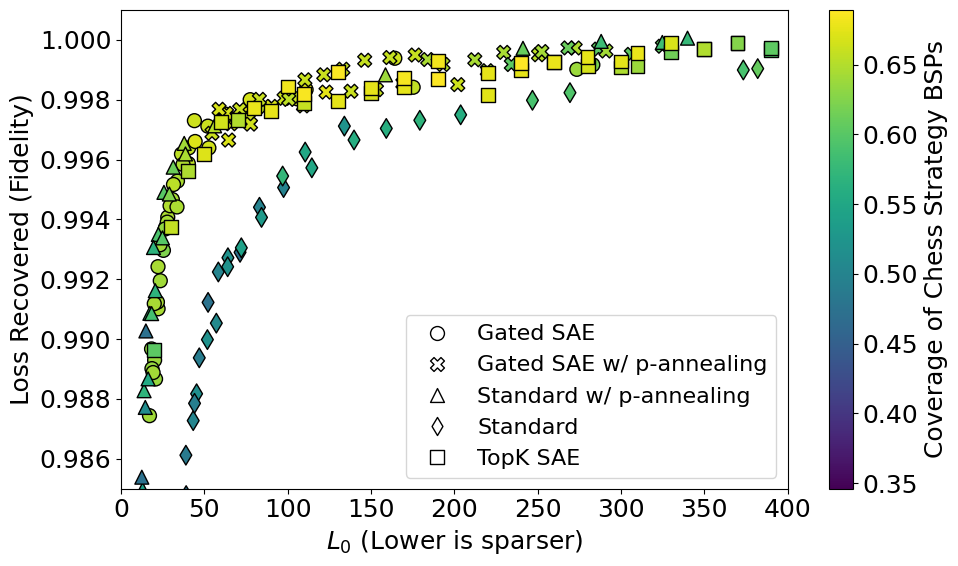 1.000
0.998
0.996
0.994
0.992
0.990
0.988
0.986
Loss Recovered (Fidelity)
0 50 100 150 200 250 300 350 400
L₀ (Lower is sparser)
Gated SAE
Gated SAE w/ p-annealing
Standard w/ p-annealing
Standard
TopK SAE
0.65
0.60
0.55
0.50
0.45
0.40
0.35
Coverage of Chess Strategy BSPs